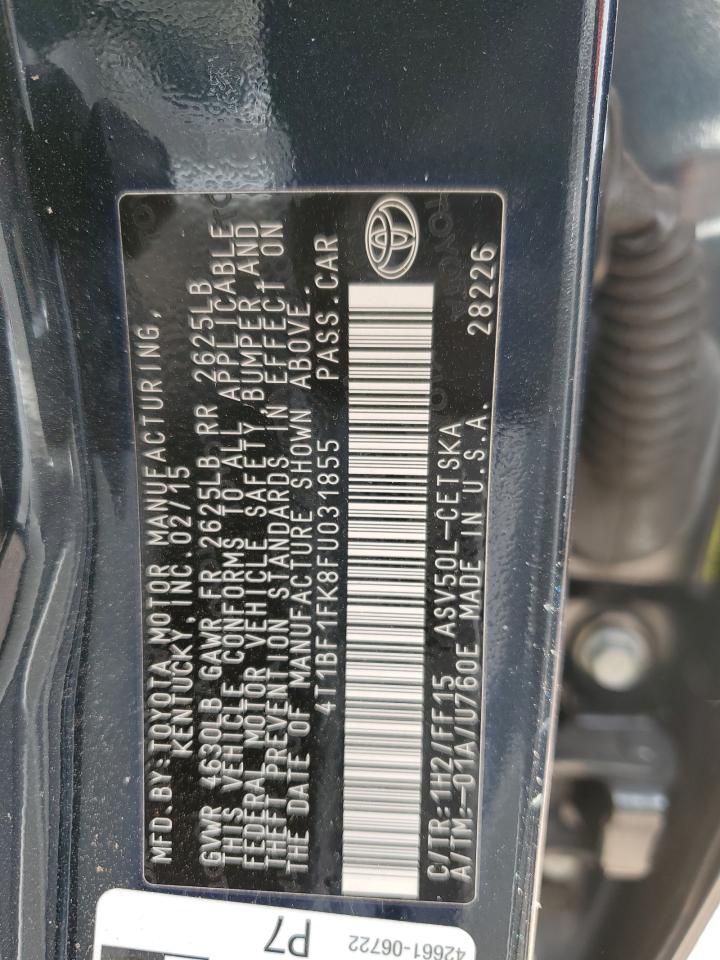 MFD.BY:TOYOTA MOTOR MANUFACTURING,
KENTUCKY, INC. 02/15
GVWR 4630LB GAWR FR 2625LB RR 2625LB
THIS VEHICLE CONFORMS TO ALL APPLICABLE
FEDERAL MOTOR VEHICLE SAFETY, BUMPER, AND
THEFT PREVENTION STANDARDS IN EFFECT ON
THE DATE OF MANUFACTURE SHOWN ABOVE.
4T1BF1FK8FU031855 PASS.CAR
C/TR:1H2/FF15 ASV50L-CETSKA
A/TM:-01A/U760E MADE IN U.S.A. 28226
TOYOTA
P7
42661-06722